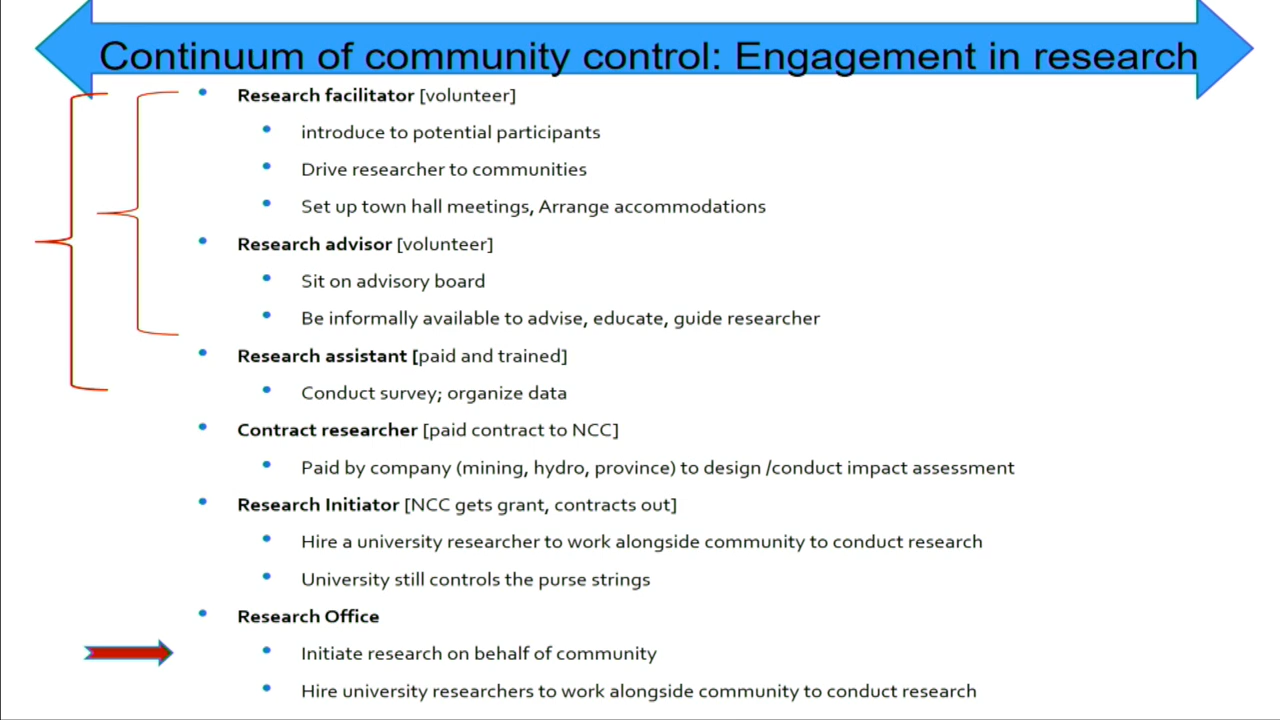 Continuum of community control: Engagement in research
Research facilitator [volunteer]
introduce to potential participants
Drive researcher to communities
Set up town hall meetings, Arrange accommodations
Research advisor [volunteer]
Sit on advisory board
Be informally available to advise, educate, guide researcher
Research assistant [paid and trained]
Conduct survey; organize data
Contract researcher [paid contract to NCC]
Paid by company (mining, hydro, province) to design /conduct impact assessment
Research Initiator [NCC gets grant, contracts out]
Hire a university researcher to work alongside community to conduct research
University still controls the purse strings
Research Office
Initiate research on behalf of community
Hire university researchers to work alongside community to conduct research